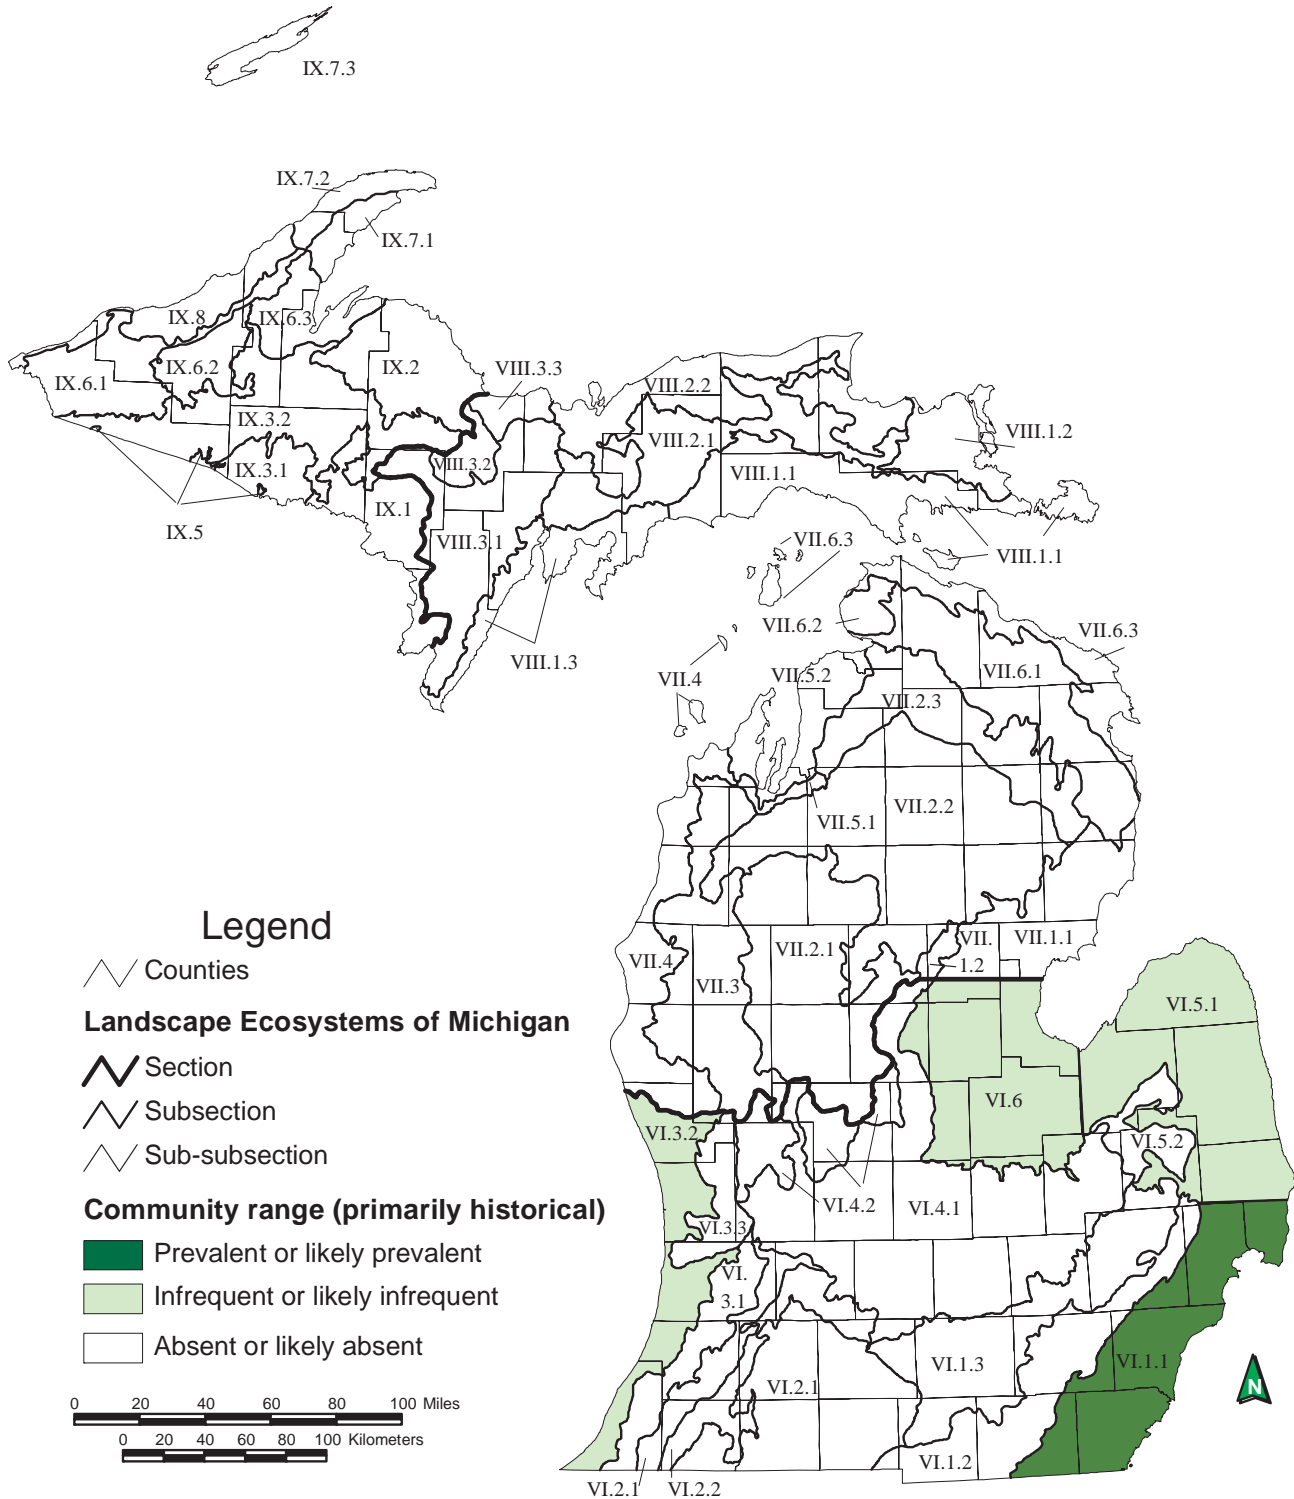 IX.7.3
IX.7.2
IX.7.1
IX.8
IX.6.3
IX.6.2
IX.6.1
IX.2
VIII.3.3
VIII.2.2
IX.3.2
VIII.2.1
VIII.1.2
IX.3.1
VIII.3.2
VIII.1.1
IX.1
IX.5
VIII.3.1
VII.6.3
VIII.1.1
VII.6.2
VII.6.3
VIII.1.3
VII.4
VII.5.2
VII.6.1
VII.2.3
VII.2.2
VII.5.1
VII.4
VII.3
VII.2.1
VII.
1.2
VII.1.1
VI.5.1
VI.6
VI.3.2
VI.5.2
VI.3.3
VI.4.2
VI.4.1
VI.
3.1
VI.1.3
VI.1.1
VI.2.1
VI.1.2
VI.2.1
VI.2.2
Legend
Counties
Landscape Ecosystems of Michigan
Section
Subsection
Sub-subsection
Community range (primarily historical)
Prevalent or likely prevalent
Infrequent or likely infrequent
Absent or likely absent
0 20 40 60 80 100 Miles
0 20 40 60 80 100 Kilometers
N